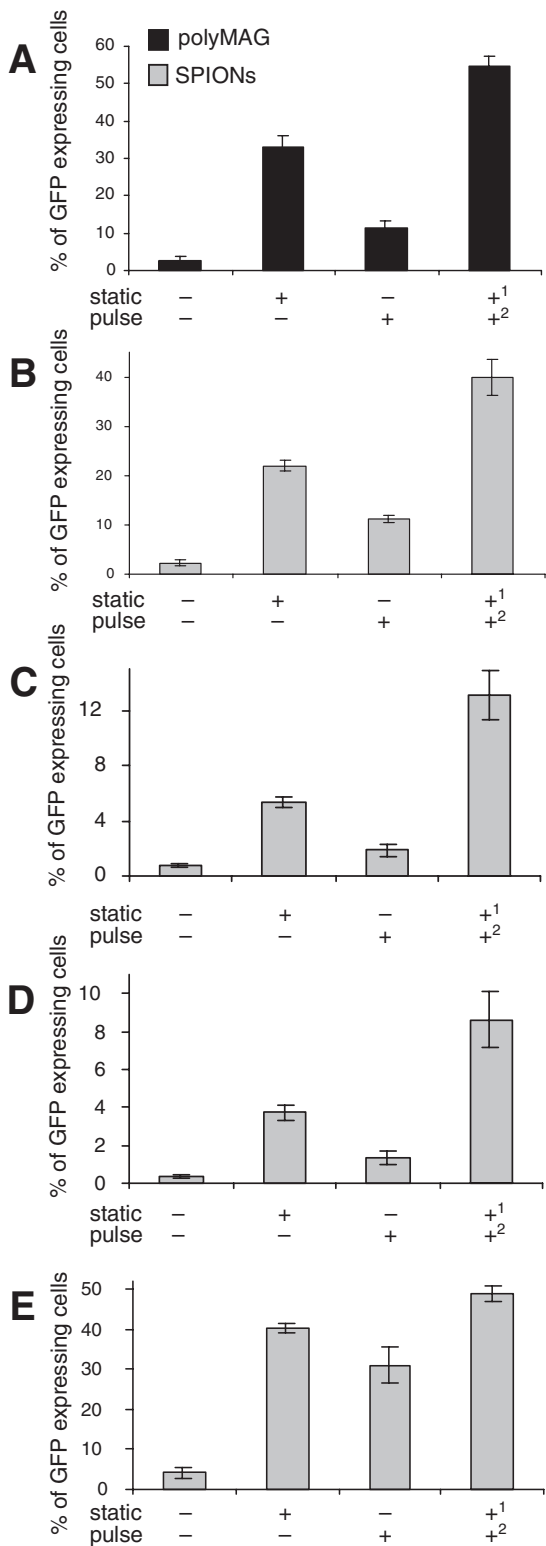 A
polyMAG
SPIONs
% of GFP expressing cells
60
50
40
30
20
10
0
static − + − +1
pulse − − + +2
B
% of GFP expressing cells
40
30
20
10
0
static − + − +1
pulse − − + +2
C
% of GFP expressing cells
12
8
4
0
static − + − +1
pulse − − + +2
D
% of GFP expressing cells
10
8
6
4
2
0
static − + − +1
pulse − − + +2
E
% of GFP expressing cells
50
40
30
20
10
0
static − + − +1
pulse − − + +2